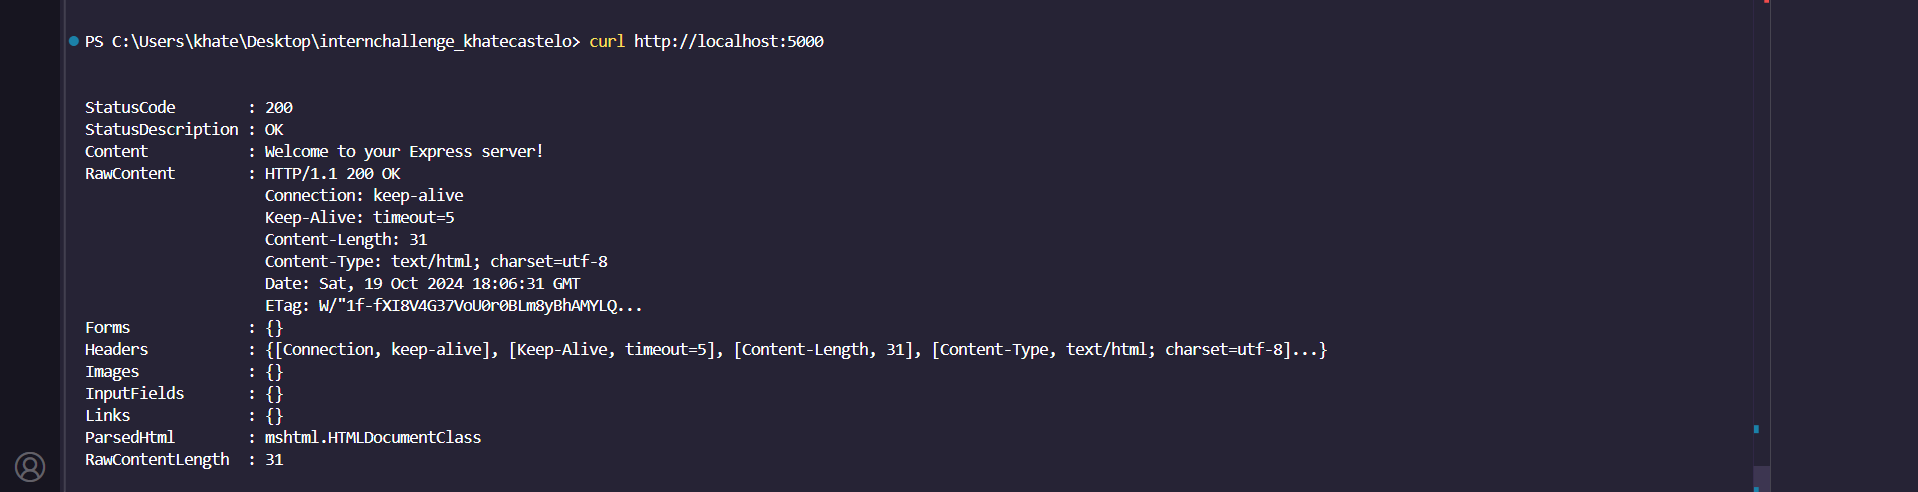 PS C:\Users\khate\Desktop\internchallenge_khatecastelo> curl http://localhost:5000
StatusCode        : 200
StatusDescription : OK
Content           : Welcome to your Express server!
RawContent        : HTTP/1.1 200 OK
                    Connection: keep-alive
                    Keep-Alive: timeout=5
                    Content-Length: 31
                    Content-Type: text/html; charset=utf-8
                    Date: Sat, 19 Oct 2024 18:06:31 GMT
                    ETag: W/"1f-fXI8V4G37VoU0r0BLm8yBhAMYLQ...
Forms             : {}
Headers           : {[Connection, keep-alive], [Keep-Alive, timeout=5], [Content-Length, 31], [Content-Type, text/html; charset=utf-8]...}
Images            : {}
InputFields       : {}
Links             : {}
ParsedHtml        : mshtml.HTMLDocumentClass
RawContentLength  : 31